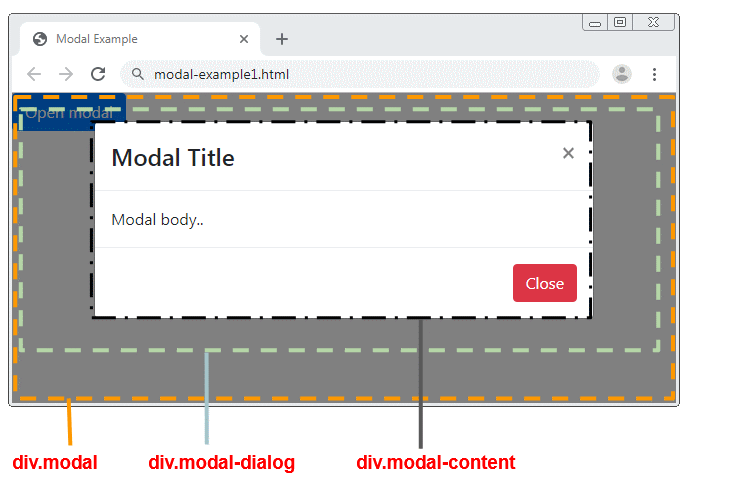 Modal Example
modal-example1.html
Open modal
Modal Title
×
Modal body..
Close
div.modal
div.modal-dialog
div.modal-content